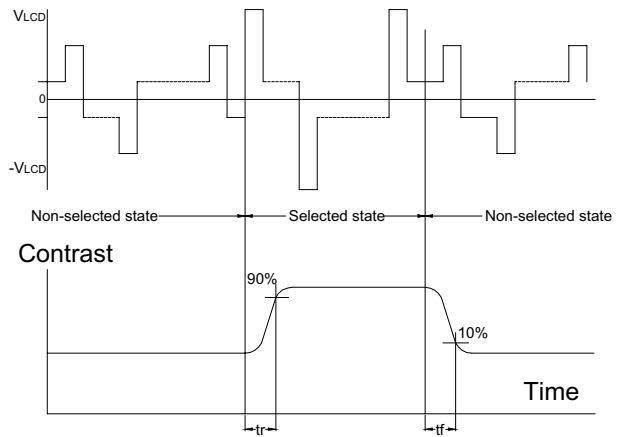 VLCD
0
-VLCD
Non-selected state
Selected state
Non-selected state
Contrast
90%
10%
Time
tr
tf